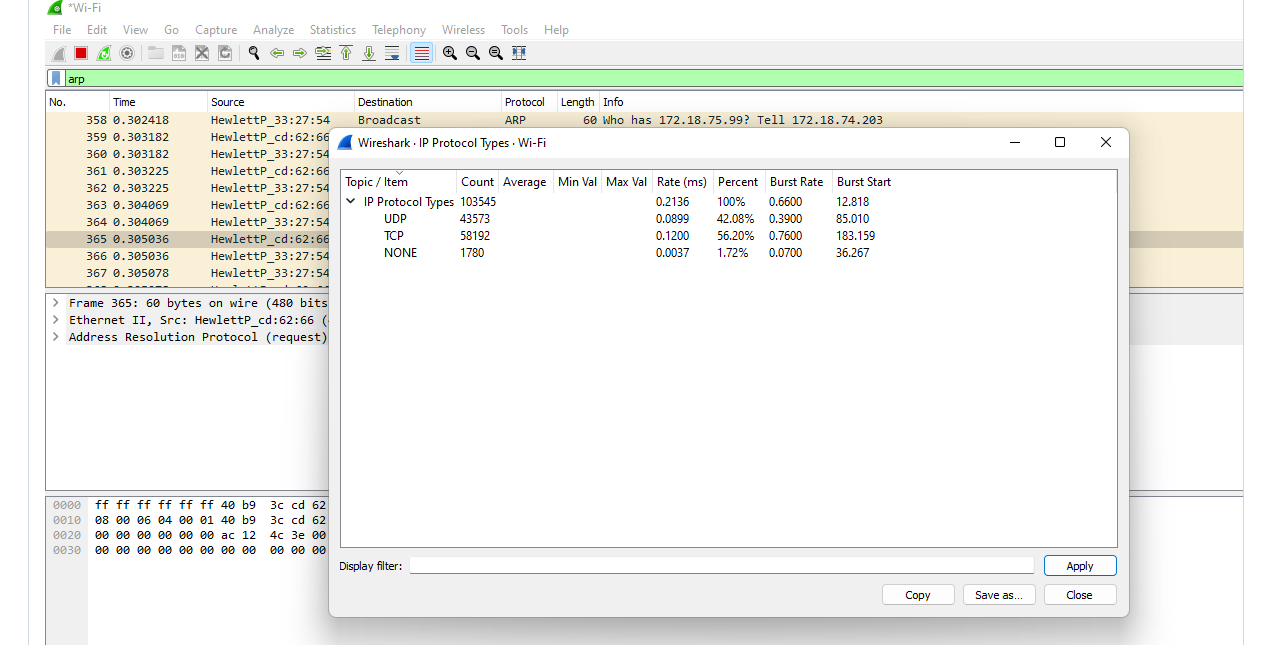 *Wi-Fi
File Edit View Go Capture Analyze Statistics Telephony Wireless Tools Help
arp
No. Time Source Destination Protocol Length Info
358 0.302418 HewlettP_33:27:54 Broadcast ARP 60 Who has 172.18.75.99? Tell 172.18.74.203
359 0.303182 HewlettP_cd:62:66
360 0.303182 HewlettP_33:27:54
361 0.303225 HewlettP_cd:62:66
362 0.303225 HewlettP_33:27:54
363 0.304069 HewlettP_cd:62:66
364 0.304069 HewlettP_33:27:54
365 0.305036 HewlettP_cd:62:66
366 0.305036 HewlettP_33:27:54
367 0.305078 HewlettP_33:27:54
Frame 365: 60 bytes on wire (480 bits
Ethernet II, Src: HewlettP_cd:62:66 (
Address Resolution Protocol (request)
0000 ff ff ff ff ff ff 40 b9 3c cd 62
0010 08 00 06 04 00 01 40 b9 3c cd 62
0020 00 00 00 00 00 00 ac 12 4c 3e 00
0030 00 00 00 00 00 00 00 00 00 00 00
Wireshark · IP Protocol Types · Wi-Fi
Topic / Item Count Average Min Val Max Val Rate (ms) Percent Burst Rate Burst Start
IP Protocol Types 103545 0.2136 100% 0.6600 12.818
UDP 43573 0.0899 42.08% 0.3900 85.010
TCP 58192 0.1200 56.20% 0.7600 183.159
NONE 1780 0.0037 1.72% 0.0700 36.267
Display filter: Apply
Copy Save as... Close